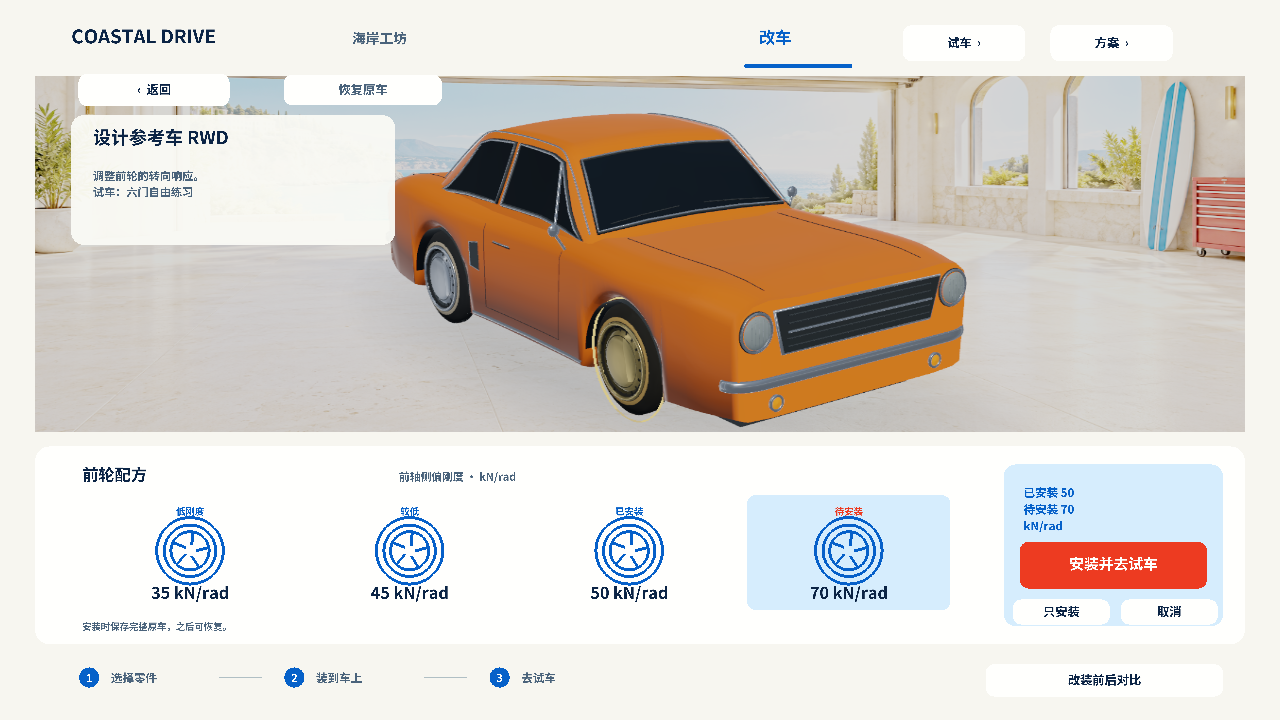 COASTAL DRIVE
海岸工坊
改车
试车 ›
方案 ›
‹ 返回
恢复原车
设计参考车 RWD
调整前轮的转向响应。
试车：六门自由练习
前轮配方
前轴侧偏刚度 · kN/rad
低刚度
较低
已安装
待安装
35 kN/rad
45 kN/rad
50 kN/rad
70 kN/rad
安装时保存完整原车，之后可恢复。
已安装 50
待安装 70
kN/rad
安装并去试车
只安装
取消
1 选择零件
2 装到车上
3 去试车
改装前后对比